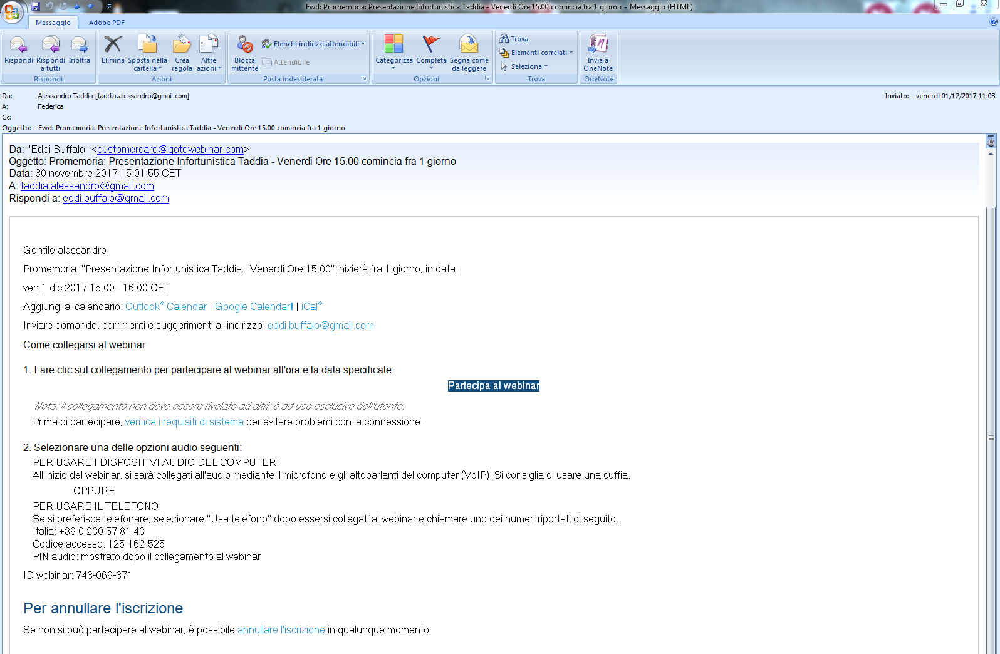 Fwd: Promemoria: Presentazione Infortunistica Taddia - Venerdì Ore 15.00 comincia fra 1 giorno - Messaggio (HTML)
Messaggio Adobe PDF
Rispondi Rispondi a tutti Inoltra
Rispondi
Elimina Sposta nella cartella Crea regola Altre azioni
Azioni
Blocca mittente Elenchi indirizzi attendibili
Attendibile
Posta indesiderata
Categorizza Completa Segna come da leggere
Opzioni
Trova
Elementi correlati
Seleziona
Trova
Invia a OneNote
OneNote
Da: Alessandro Taddia [taddia.alessandro@gmail.com] Inviato: venerdì 01/12/2017 11:03
A: Federica
Cc:
Oggetto: Fwd: Promemoria: Presentazione Infortunistica Taddia - Venerdì Ore 15.00 comincia fra 1 giorno
Da: "Eddi Buffalo" <customercare@gotowebinar.com>
Oggetto: Promemoria: Presentazione Infortunistica Taddia - Venerdì Ore 15.00 comincia fra 1 giorno
Data: 30 novembre 2017 15:01:55 CET
A: taddia.alessandro@gmail.com
Rispondi a: eddi.buffalo@gmail.com
Gentile alessandro,
Promemoria: "Presentazione Infortunistica Taddia - Venerdì Ore 15.00" inizierà fra 1 giorno, in data:
ven 1 dic 2017 15.00 - 16.00 CET
Aggiungi al calendario: Outlook® Calendar | Google Calendar | iCal®
Inviare domande, commenti e suggerimenti all'indirizzo: eddi.buffalo@gmail.com
Come collegarsi al webinar
1. Fare clic sul collegamento per partecipare al webinar all'ora e la data specificate:
Partecipa al webinar
Nota: il collegamento non deve essere rivelato ad altri; è ad uso esclusivo dell'utente.
Prima di partecipare, verifica i requisiti di sistema per evitare problemi con la connessione.
2. Selezionare una delle opzioni audio seguenti:
PER USARE I DISPOSITIVI AUDIO DEL COMPUTER:
All'inizio del webinar, si sarà collegati all'audio mediante il microfono e gli altoparlanti del computer (VoIP). Si consiglia di usare una cuffia.
OPPURE
PER USARE IL TELEFONO:
Se si preferisce telefonare, selezionare "Usa telefono" dopo essersi collegati al webinar e chiamare uno dei numeri riportati di seguito.
Italia: +39 0 230 57 81 43
Codice accesso: 125-162-525
PIN audio: mostrato dopo il collegamento al webinar
ID webinar: 743-069-371
Per annullare l'iscrizione
Se non si può partecipare al webinar, è possibile annullare l'iscrizione in qualunque momento.